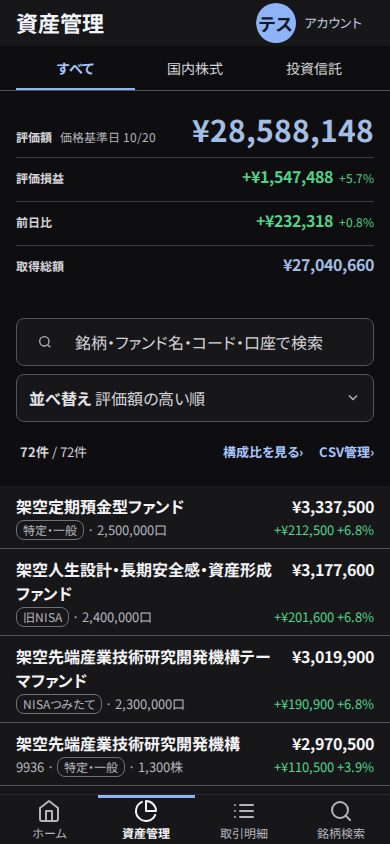 資産管理
テス アカウント
すべて 国内株式 投資信託
評価額 価格基準日 10/20 ¥28,588,148
評価損益 +¥1,547,488 +5.7%
前日比 +¥232,318 +0.8%
取得総額 ¥27,040,660
銘柄・ファンド名・コード・口座で検索
並べ替え 評価額の高い順
72件 / 72件 構成比を見る› CSV管理›
架空定期預金型ファンド ¥3,337,500
特定・一般 · 2,500,000口 +¥212,500 +6.8%
架空人生設計・長期安全感・資産形成 ¥3,177,600
ファンド
旧NISA · 2,400,000口 +¥201,600 +6.8%
架空先端産業技術研究開発機構テー ¥3,019,900
マファンド
NISAつみたて · 2,300,000口 +¥190,900 +6.8%
架空先端産業技術研究開発機構 ¥2,970,500
9936 · 特定・一般 · 1,300株 +¥110,500 +3.9%
ホーム 資産管理 取引明細 銘柄検索